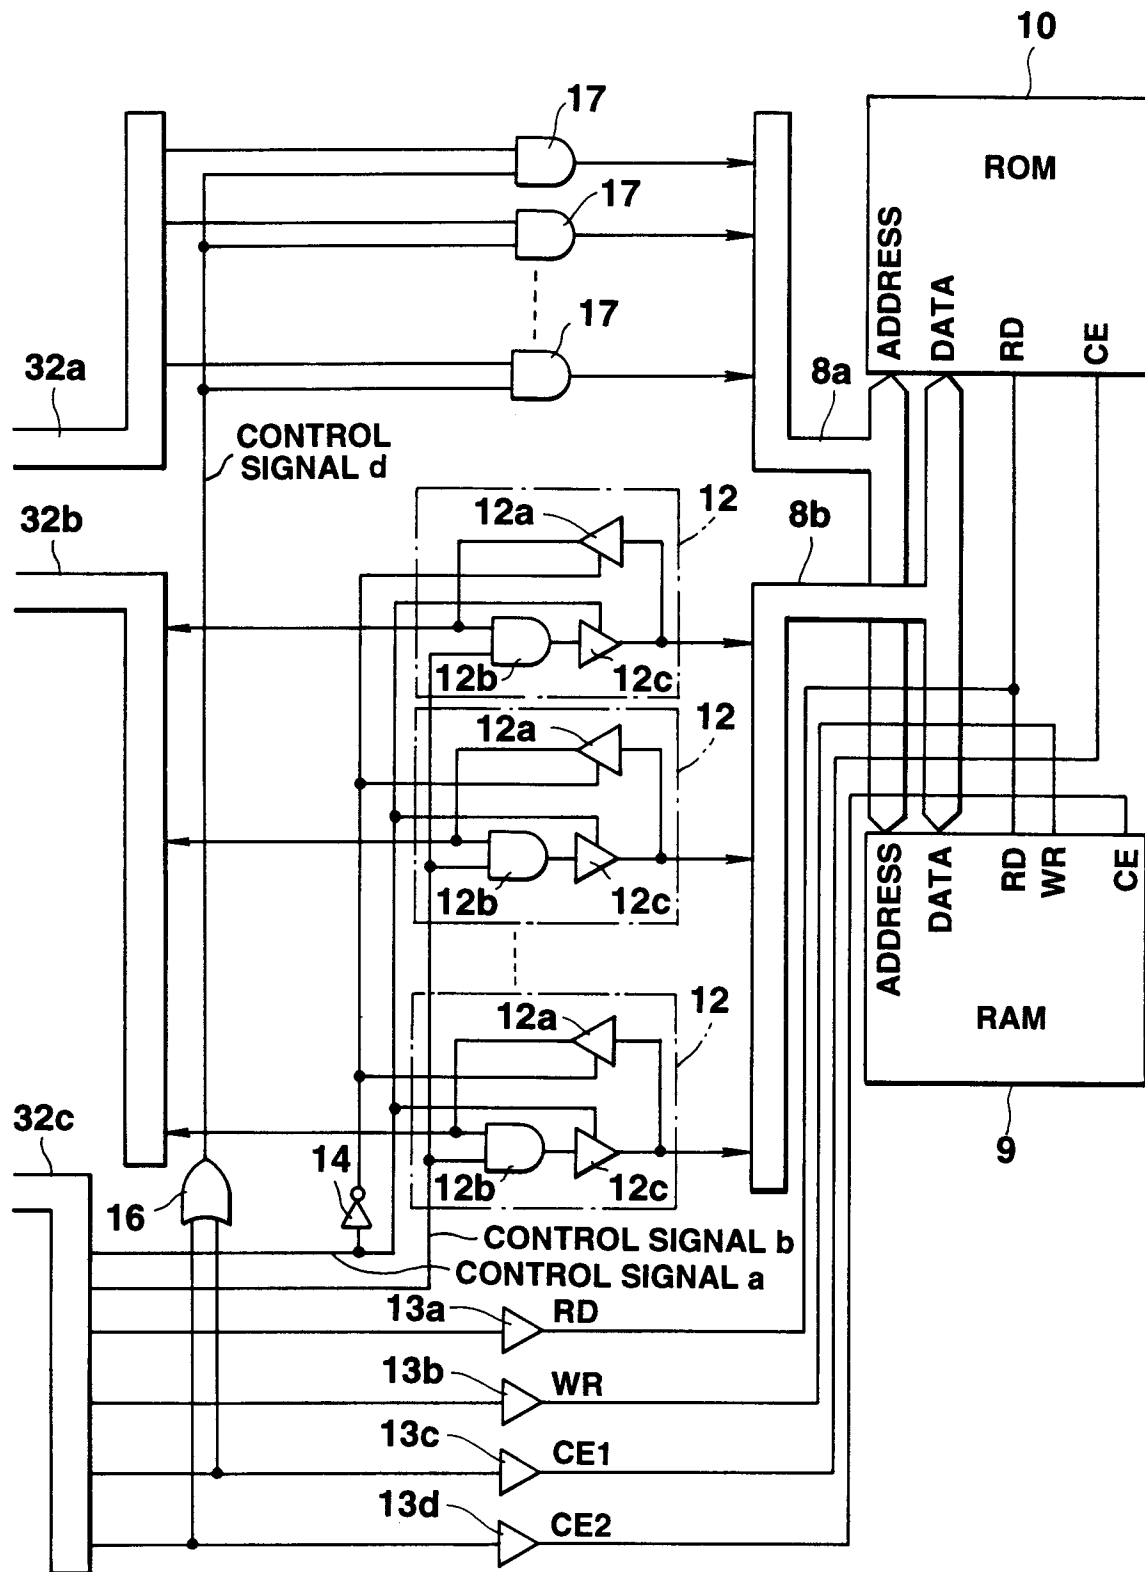 10
17
ROM
17
ADDRESS
DATA
RD
CE
17
32a
8a
CONTROL
SIGNAL d
32b
12a
12
8b
12b
12c
12a
12
12b
12c
ADDRESS
DATA
RD
WR
CE
12a
12
RAM
32c
14
12b
12c
9
16
CONTROL SIGNAL b
CONTROL SIGNAL a
13a
RD
13b
WR
13c
CE1
13d
CE2